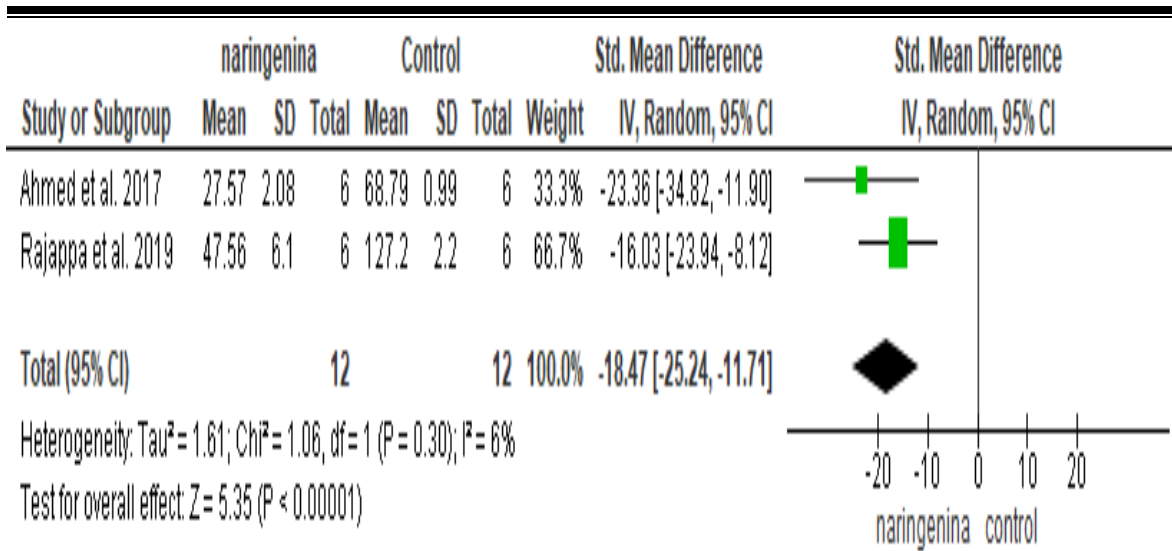 naringenina Control Std. Mean Difference Std. Mean Difference
Study or Subgroup Mean SD Total Mean SD Total Weight IV, Random, 95% CI IV, Random, 95% CI
Ahmed et al. 2017 27.57 2.08 6 68.79 0.99 6 33.3% -23.36 [-34.82, -11.90]
Rajappa et al. 2019 47.56 6.1 6 127.2 2.2 6 66.7% -16.03 [-23.94, -8.12]
Total (95% CI) 12 12 100.0% -18.47 [-25.24, -11.71]
Heterogeneity: Tau² = 1.61; Chi² = 1.06, df = 1 (P = 0.30); I² = 6%
Test for overall effect: Z = 5.35 (P < 0.00001)
-20 -10 0 10 20
naringenina control